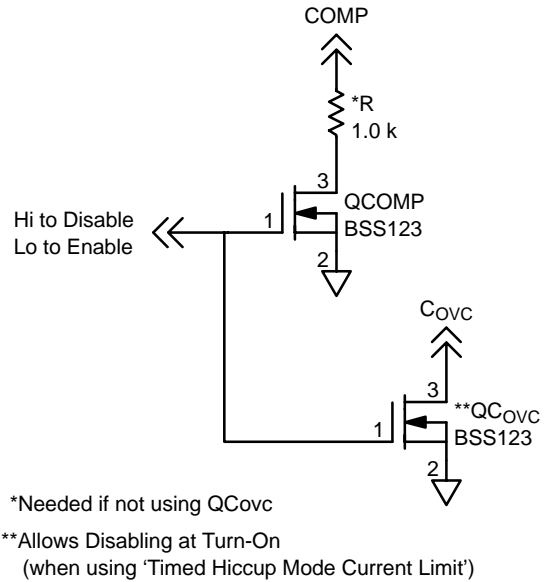 COMP
*R
1.0 k
3
QCOMP
1
BSS123
Hi to Disable
Lo to Enable
2
COVC
3
**QCOVC
1
BSS123
2
*Needed if not using QCovc
**Allows Disabling at Turn-On
(when using 'Timed Hiccup Mode Current Limit')